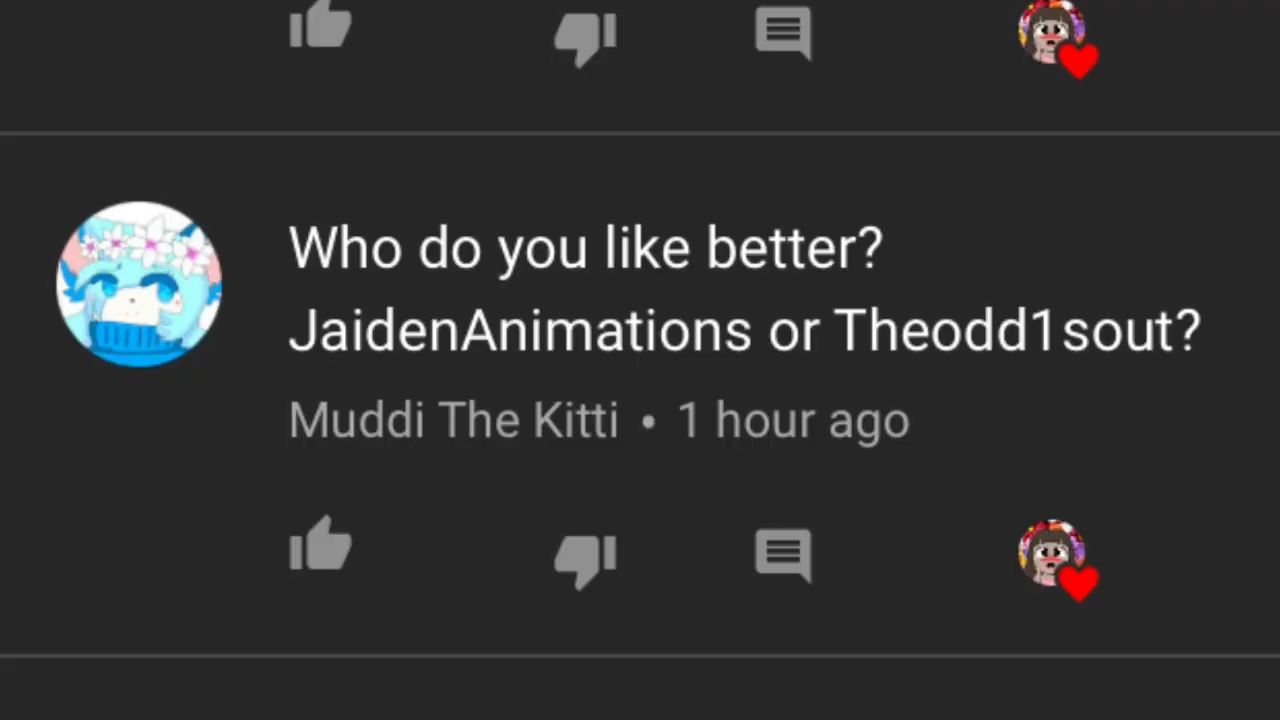 Who do you like better?
JaidenAnimations or Theodd1sout?
Muddi The Kitti • 1 hour ago